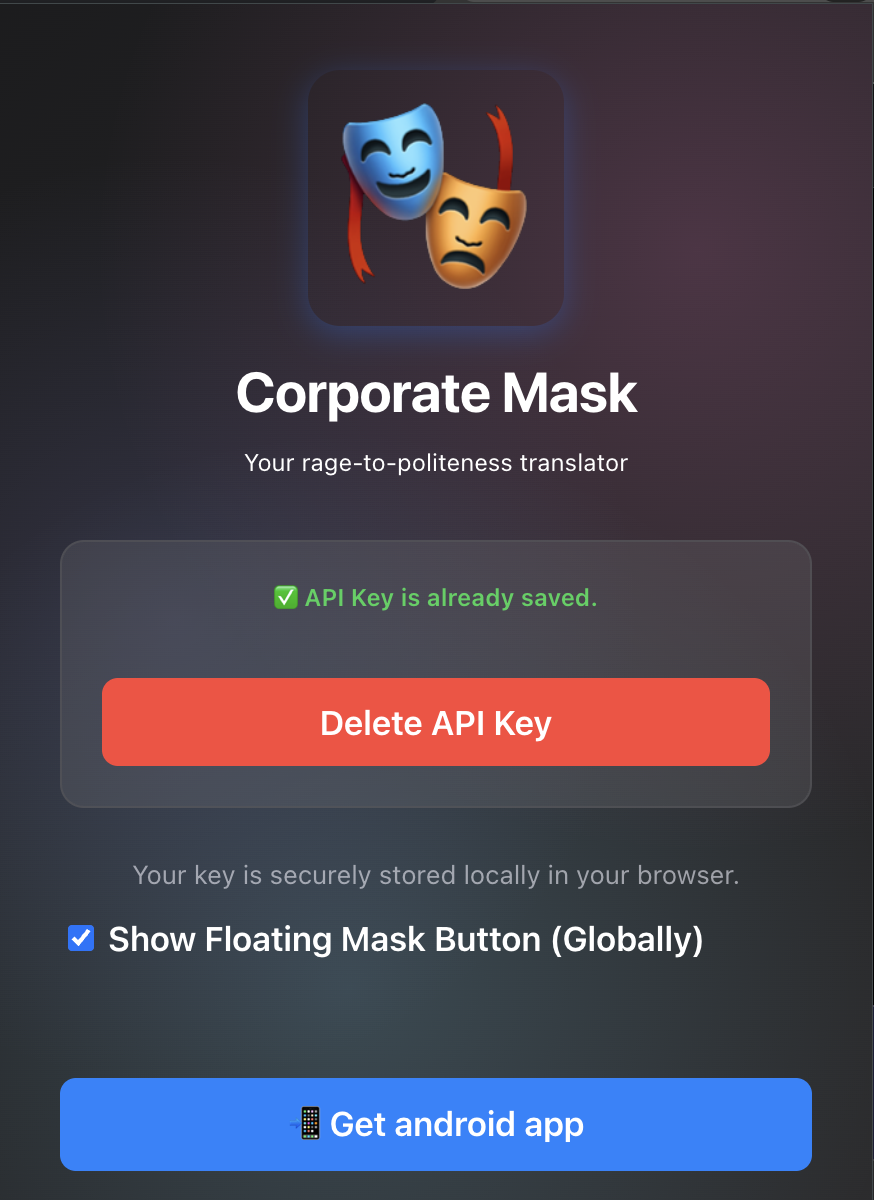 Corporate Mask
Your rage-to-politeness translator
✅ API Key is already saved.
Delete API Key
Your key is securely stored locally in your browser.
Show Floating Mask Button (Globally)
📲 Get android app